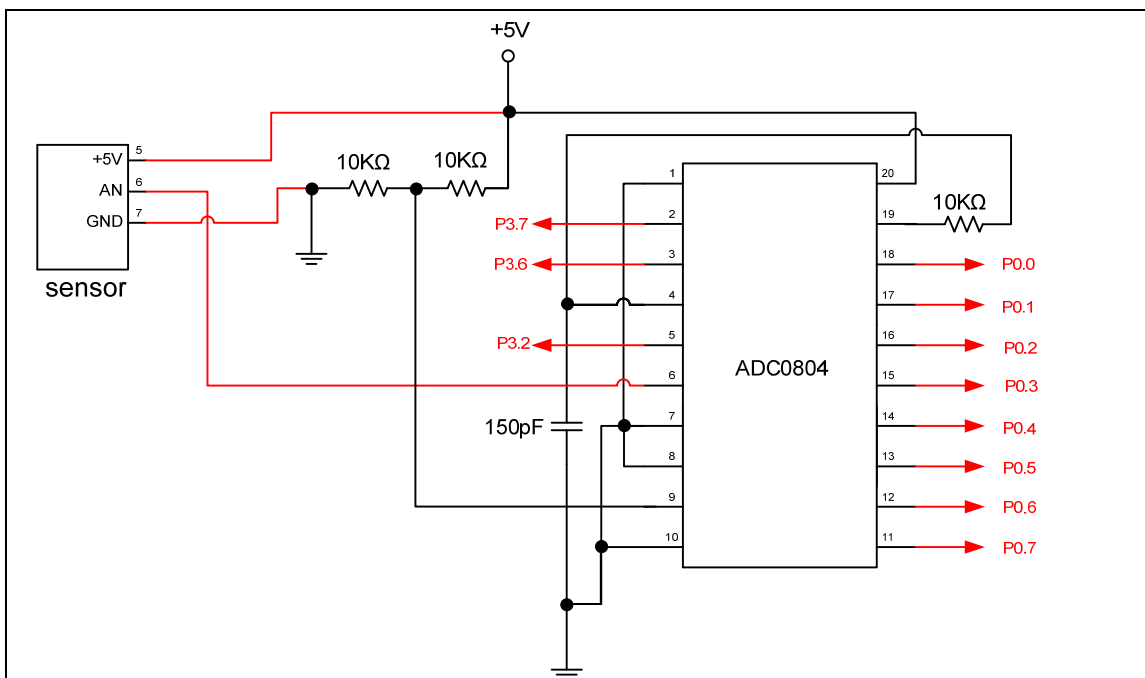 +5V
+5V 5
AN 6
GND 7
sensor
10KΩ
10KΩ
10KΩ
150pF
ADC0804
P3.7
P3.6
P3.2
1
2
3
4
5
6
7
8
9
10
20
19
18
17
16
15
14
13
12
11
P0.0
P0.1
P0.2
P0.3
P0.4
P0.5
P0.6
P0.7